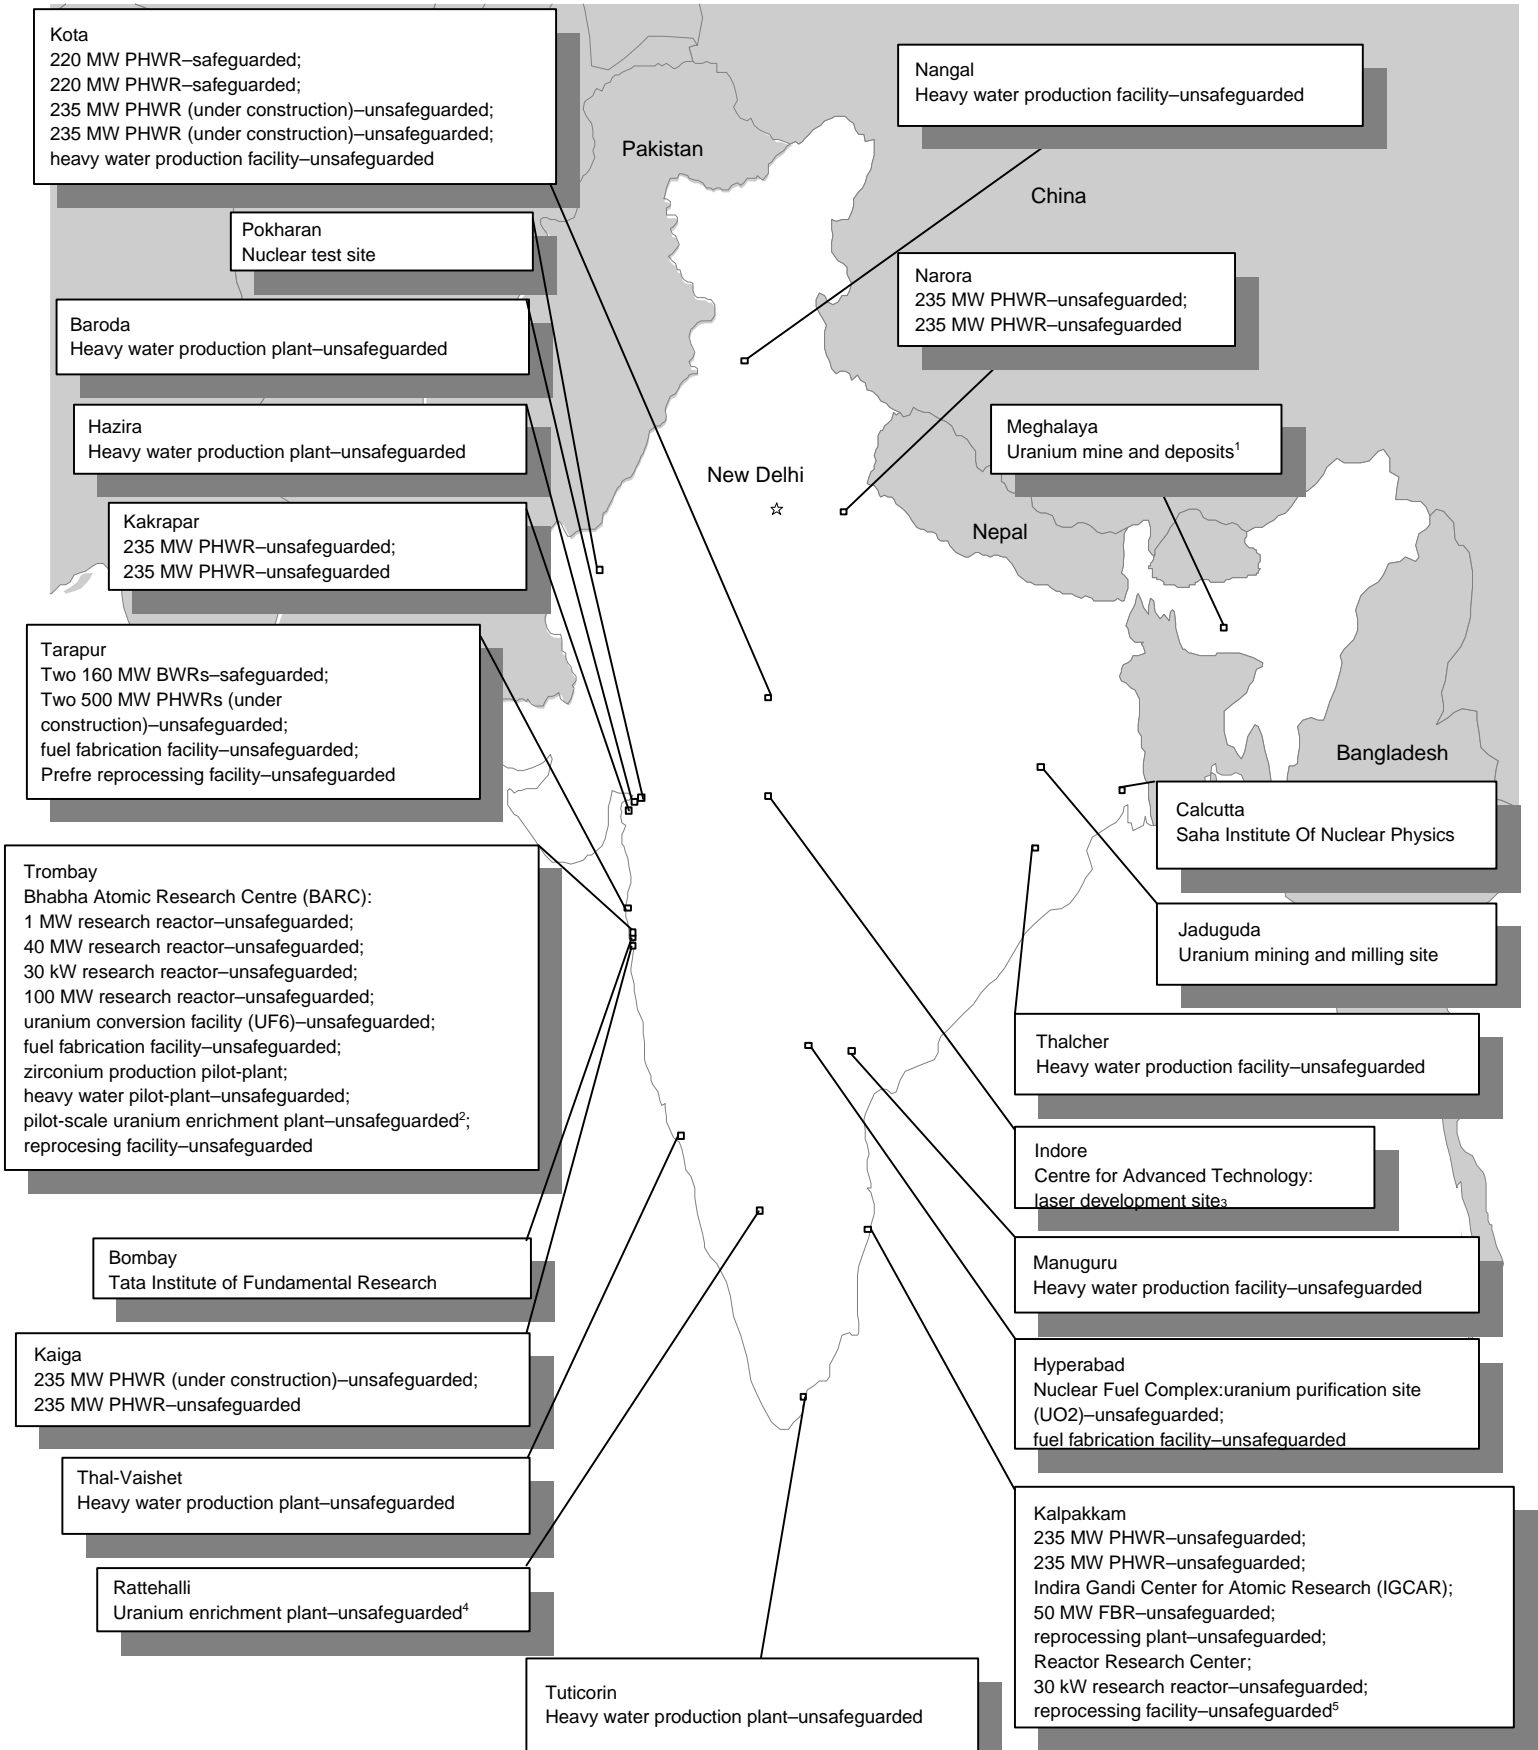 Kota
220 MW PHWR–safeguarded;
220 MW PHWR–safeguarded;
235 MW PHWR (under construction)–unsafeguarded;
235 MW PHWR (under construction)–unsafeguarded;
heavy water production facility–unsafeguarded
Nangal
Heavy water production facility–unsafeguarded
Pakistan
China
Pokharan
Nuclear test site
Narora
235 MW PHWR–unsafeguarded;
235 MW PHWR–unsafeguarded
Baroda
Heavy water production plant–unsafeguarded
Hazira
Heavy water production plant–unsafeguarded
Meghalaya
Uranium mine and deposits¹
New Delhi
Nepal
Kakrapar
235 MW PHWR–unsafeguarded;
235 MW PHWR–unsafeguarded
Tarapur
Two 160 MW BWRs–safeguarded;
Two 500 MW PHWRs (under
construction)–unsafeguarded;
fuel fabrication facility–unsafeguarded;
Prefre reprocessing facility–unsafeguarded
Bangladesh
Calcutta
Saha Institute Of Nuclear Physics
Trombay
Bhabha Atomic Research Centre (BARC):
1 MW research reactor–unsafeguarded;
40 MW research reactor–unsafeguarded;
30 kW research reactor–unsafeguarded;
100 MW research reactor–unsafeguarded;
uranium conversion facility (UF6)–unsafeguarded;
fuel fabrication facility–unsafeguarded;
zirconium production pilot-plant;
heavy water pilot-plant–unsafeguarded;
pilot-scale uranium enrichment plant–unsafeguarded²;
reprocesing facility–unsafeguarded
Jaduguda
Uranium mining and milling site
Thalcher
Heavy water production facility–unsafeguarded
Indore
Centre for Advanced Technology:
laser development site₃
Bombay
Tata Institute of Fundamental Research
Manuguru
Heavy water production facility–unsafeguarded
Kaiga
235 MW PHWR (under construction)–unsafeguarded;
235 MW PHWR–unsafeguarded
Hyperabad
Nuclear Fuel Complex:uranium purification site
(UO2)–unsafeguarded;
fuel fabrication facility–unsafeguarded
Thal-Vaishet
Heavy water production plant–unsafeguarded
Kalpakkam
235 MW PHWR–unsafeguarded;
235 MW PHWR–unsafeguarded;
Indira Gandi Center for Atomic Research (IGCAR);
50 MW FBR–unsafeguarded;
reprocessing plant–unsafeguarded;
Reactor Research Center;
30 kW research reactor–unsafeguarded;
reprocessing facility–unsafeguarded⁵
Rattehalli
Uranium enrichment plant–unsafeguarded⁴
Tuticorin
Heavy water production plant–unsafeguarded